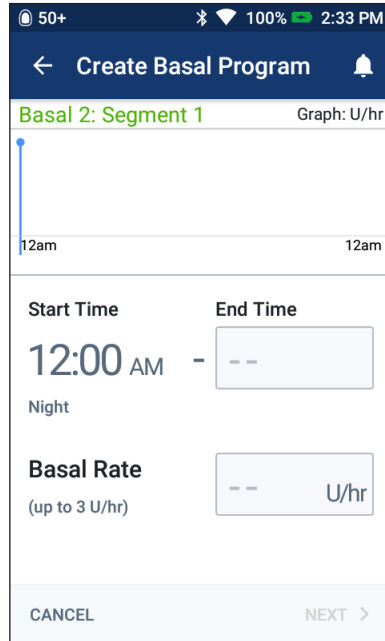 50+ 100% 2:33 PM
← Create Basal Program
Basal 2: Segment 1 Graph: U/hr
12am 12am
Start Time End Time
12:00 AM - --
Night
Basal Rate
-- U/hr
(up to 3 U/hr)
CANCEL NEXT >